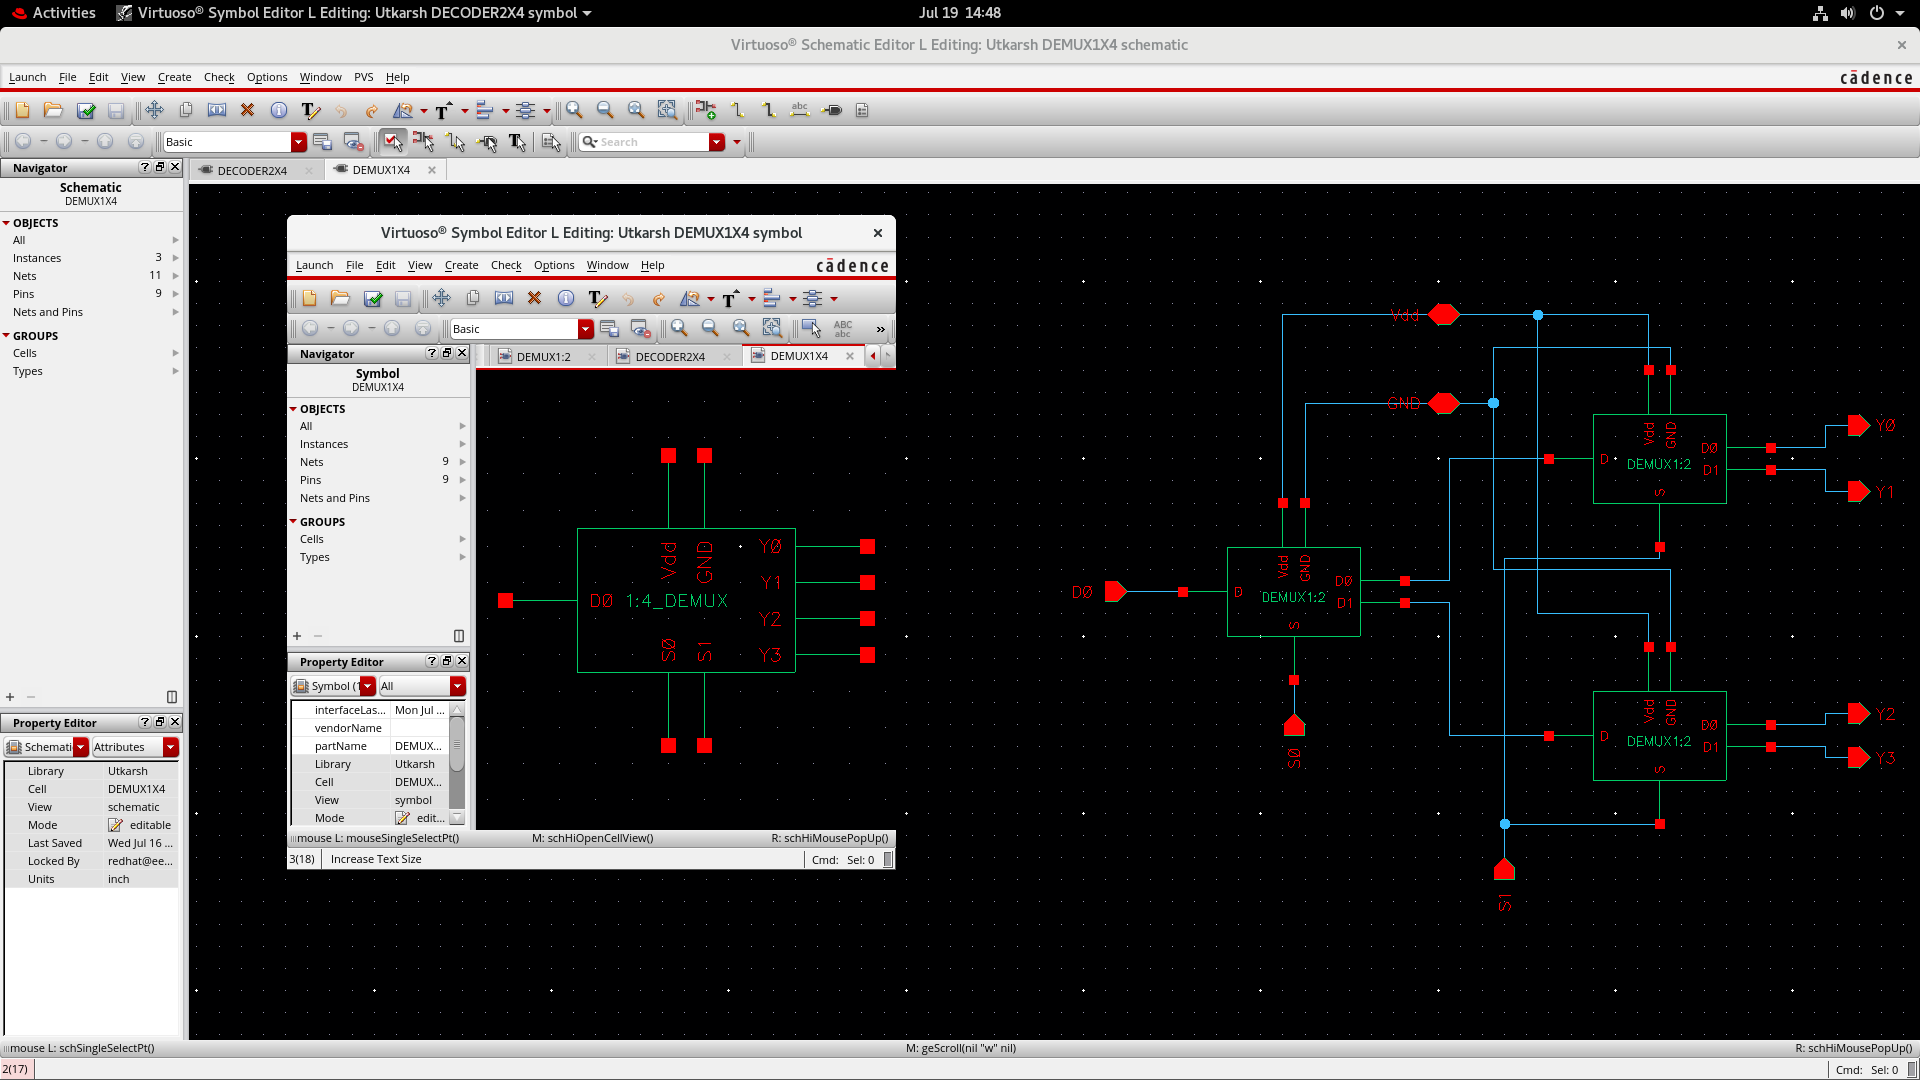 Activities Virtuoso® Symbol Editor L Editing: Utkarsh DECODER2X4 symbol Jul 19 14:48
Virtuoso® Schematic Editor L Editing: Utkarsh DEMUX1X4 schematic
Launch File Edit View Create Check Options Window PVS Help cādence
abc
Basic Search
Navigator
DECODER2X4 DEMUX1X4
Schematic
DEMUX1X4
OBJECTS
All
Instances 3
Nets 11
Pins 9
Nets and Pins
GROUPS
Cells
Types
Property Editor
Schemati Attributes
Library Utkarsh
Cell DEMUX1X4
View schematic
Mode editable
Last Saved Wed Jul 16 ...
Locked By redhat@ee...
Units inch
Virtuoso® Symbol Editor L Editing: Utkarsh DEMUX1X4 symbol
Launch File Edit View Create Check Options Window Help cādence
Basic ABC abc »
Navigator
DEMUX1:2 DECODER2X4 DEMUX1X4
Symbol
DEMUX1X4
OBJECTS
All
Instances
Nets 9
Pins 9
Nets and Pins
GROUPS
Cells
Types
Property Editor
Symbol (1 All
interfaceLas... Mon Jul ...
vendorName
partName DEMUX...
Library Utkarsh
Cell DEMUX...
View symbol
Mode edit...
Vdd GND Y0
Y1
D0 1:4_DEMUX
Y2
S0 S1 Y3
mouse L: mouseSingleSelectPt() M: schHiOpenCellView() R: schHiMousePopUp()
3(18) Increase Text Size Cmd: Sel: 0
Vdd
GND
Vdd GND D0 Y0
D DEMUX1:2 D1
S Y1
D0
Vdd GND D0
D DEMUX1:2 D1
S
S0
Vdd GND D0 Y2
D DEMUX1:2 D1
S Y3
S1
mouse L: schSingleSelectPt() M: geScroll(nil "w" nil) R: schHiMousePopUp()
2(17) Cmd: Sel: 0